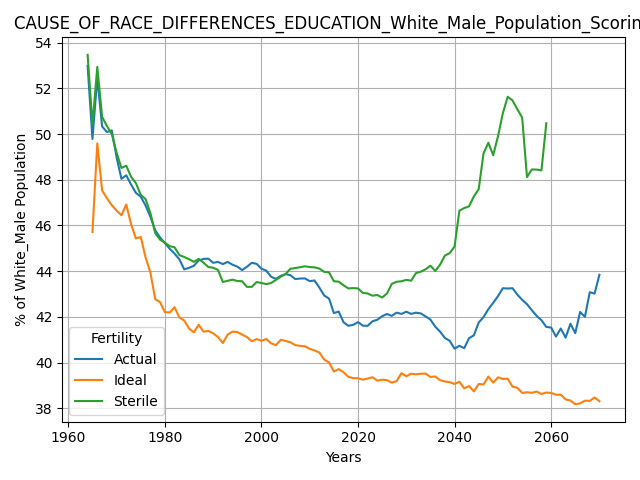 CAUSE_OF_RACE_DIFFERENCES_EDUCATION_White_Male_Population_Scorin
54
52
50
48
46
44
42
40
38
% of White_Male Population
Fertility
Actual
Ideal
Sterile
1960 1980 2000 2020 2040 2060
Years